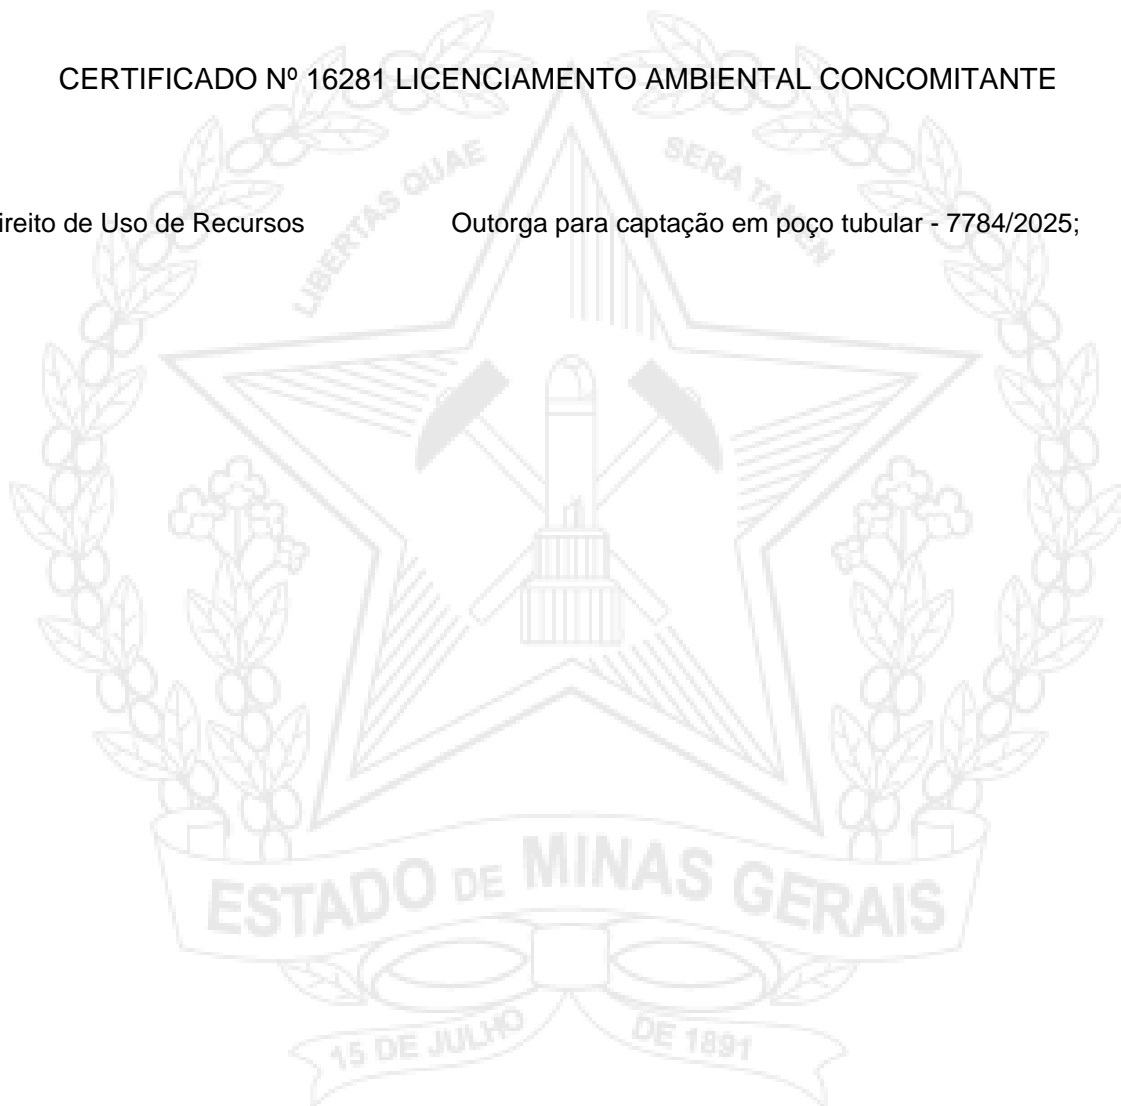 CERTIFICADO Nº 16281 LICENCIAMENTO AMBIENTAL CONCOMITANTE
LIBERTAS QUAE SERA TAMEN
ireito de Uso de Recursos Outorga para captação em poço tubular - 7784/2025;
ESTADO DE MINAS GERAIS
15 DE JULHO DE 1891